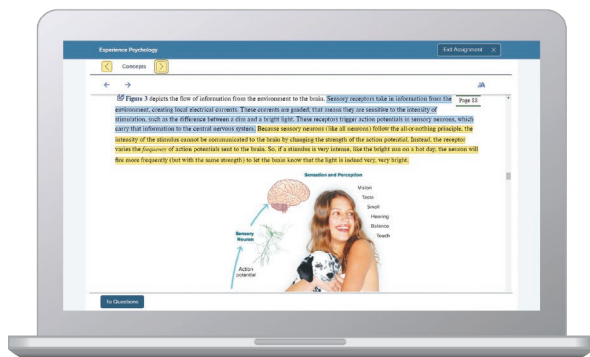 Experience Psychology
Exit Assignment X
< Concepts >
← → AA
Figure 3 depicts the flow of information from the environment to the brain. Sensory receptors take in information from the
Page 83
environment, creating local electrical currents. These currents are graded; that means they are sensitive to the intensity of
stimulation, such as the difference between a dim and a bright light. These receptors trigger action potentials in sensory neurons, which
carry that information to the central nervous system. Because sensory neurons (like all neurons) follow the all-or-nothing principle, the
intensity of the stimulus cannot be communicated to the brain by changing the strength of the action potential. Instead, the receptor
varies the frequency of action potentials sent to the brain. So, if a stimulus is very intense, like the bright sun on a hot day, the neuron will
fire more frequently (but with the same strength) to let the brain know that the light is indeed very, very bright.
Sensation and Perception
Vision
Taste
Smell
Hearing
Balance
Touch
Sensory
Neuron
Action
potential
To Questions